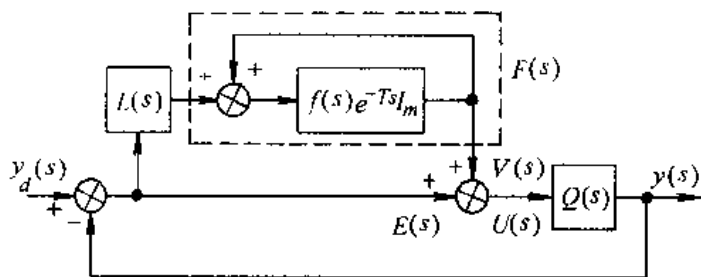 F(s)
+ +
L(s)
f(s)e^{-Ts}I_m
y_d(s)
+ V(s)
y(s)
+
+
−
E(s)
U(s)
Q(s)